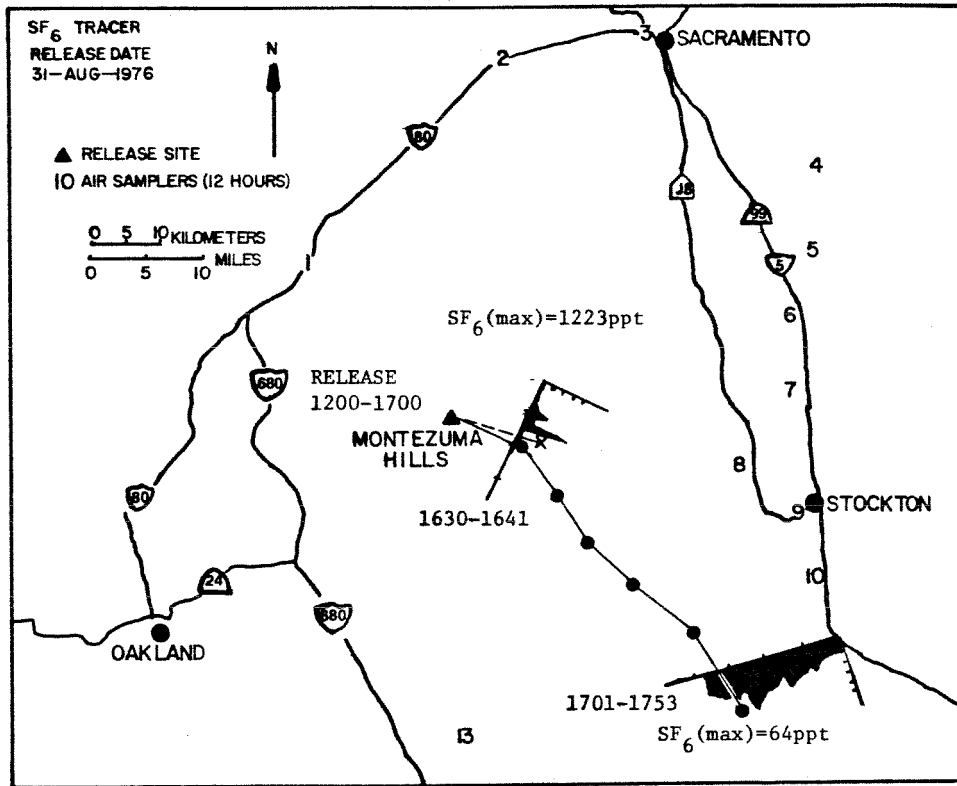 SF6 TRACER
RELEASE DATE
31-AUG-1976
N
▲ RELEASE SITE
10 AIR SAMPLERS (12 HOURS)
0 5 10 KILOMETERS
0 5 10 MILES
1
2
3
SACRAMENTO
80
18
99
4
5
5
6
SF6(max)=1223ppt
680
RELEASE
1200-1700
7
MONTEZUMA
HILLS
8
80
1630-1641
9
STOCKTON
10
24
OAKLAND
680
1701-1753
SF6(max)=64ppt
13